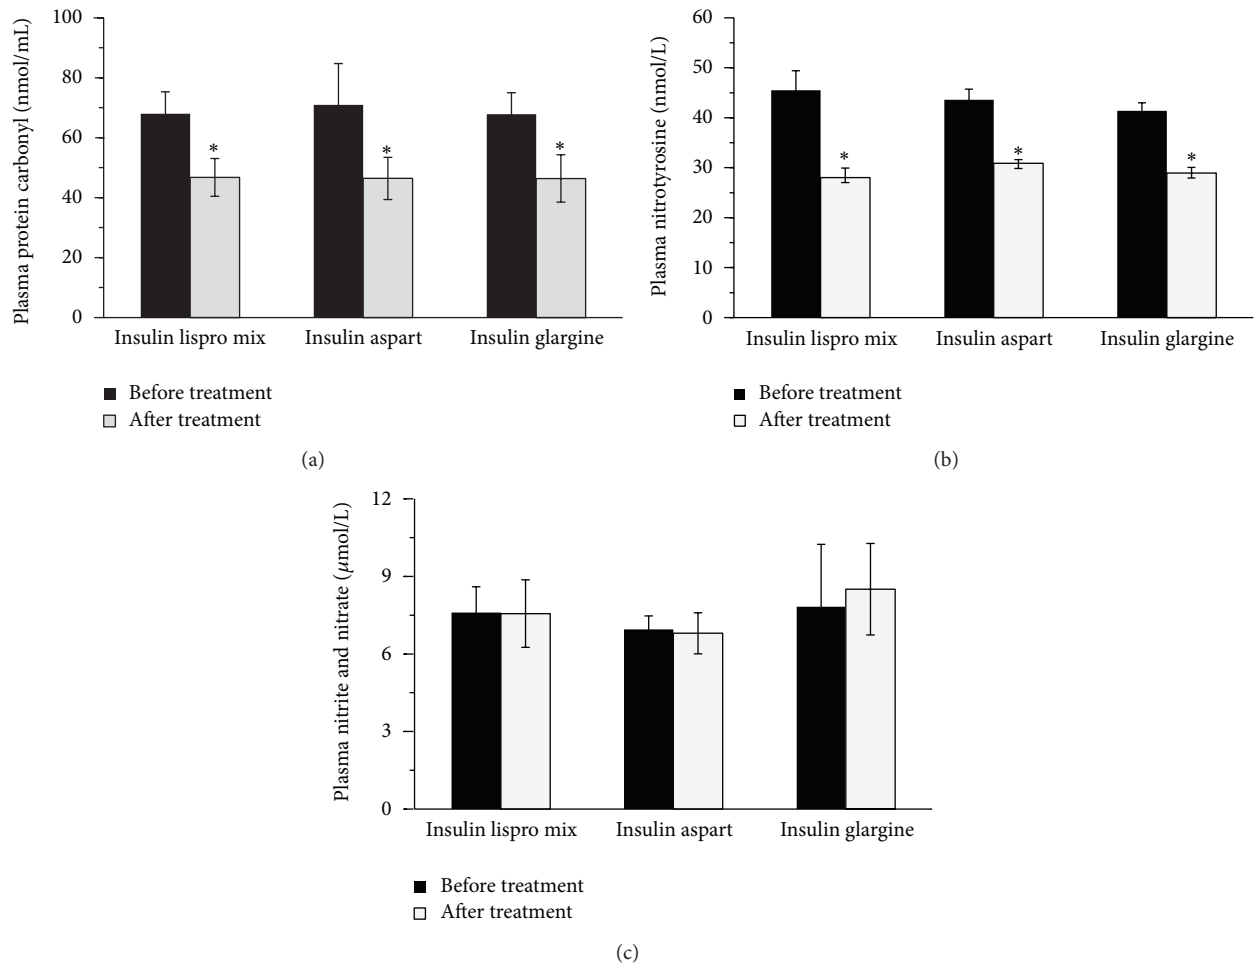 Plasma protein carbonyl (nmol/mL)
100
80
60
40
20
0
*
*
*
Insulin lispro mix
Insulin aspart
Insulin glargine
Before treatment
After treatment
(a)
Plasma nitrotyrosine (nmol/L)
60
50
40
30
20
10
0
*
*
*
Insulin lispro mix
Insulin aspart
Insulin glargine
Before treatment
After treatment
(b)
Plasma nitrite and nitrate (μmol/L)
12
9
6
3
0
Insulin lispro mix
Insulin aspart
Insulin glargine
Before treatment
After treatment
(c)